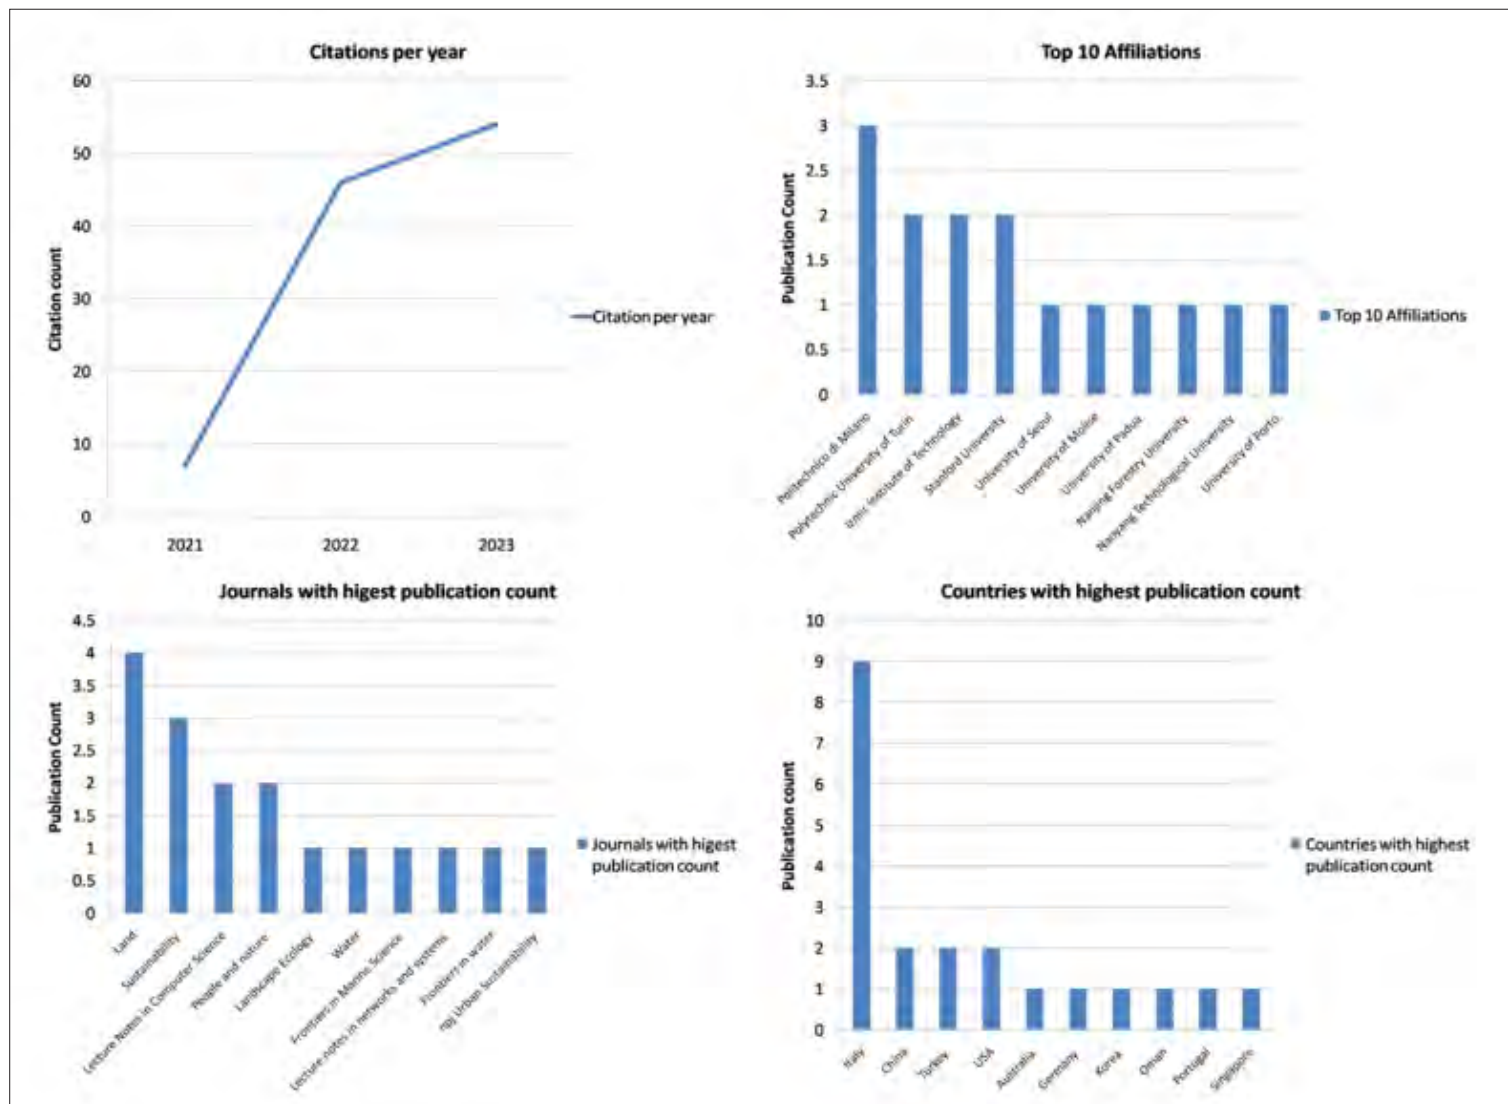 Citations per year
60
50
40
30
20
10
0
Citation count
2021
2022
2023
Citation per year
Top 10 Affiliations
3.5
3
2.5
2
1.5
1
0.5
0
Publication Count
Politechnico di Milano
Polytechnic University of Turin
Izmir Institute of Technology
Stanford University
University of Seoul
University of Molise
University of Padua
Nanjing Forestry University
Nanyang Technological University
University of Porto
Top 10 Affiliations
Journals with higest publication count
4.5
4
3.5
3
2.5
2
1.5
1
0.5
0
Publication Count
Land
Sustainability
Lecture Notes in Computer Science
People and nature
Landscape Ecology
Water
Frontiers in Marine Science
Lecture notes in networks and systems
Frontiers in water
npj Urban Sustainability
Journals with higest
publication count
Countries with highest publication count
10
9
8
7
6
5
4
3
2
1
0
Publication count
Italy
China
Turkey
USA
Australia
Germany
Korea
Oman
Portugal
Singapore
Countries with highest
publication count